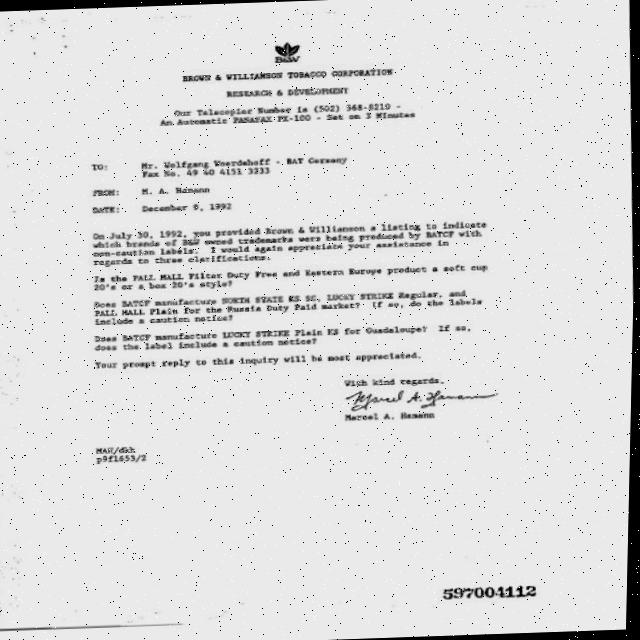 B&W
BROWN & WILLIAMSON TOBACCO CORPORATION
RESEARCH & DEVELOPMENT
Our Telecopier Number is (502) 568-8210 -
An Automatic PANAFAX PX-100 - Set on 3 Minutes
TO: Mr. Wolfgang Woerdehoff - BAT Germany
Fax No. 49 40 4151 3233
FROM: M. A. Hamann
DATE: December 8, 1992
On July 30, 1992, you provided Brown & Williamson a listing to indicate
which brands of B&W owned trademarks were being produced by BATCF with
non-caution labels. I would again appreciate your assistance in
regards to three clarifications.
Is the PALL MALL Filter Duty Free and Eastern Europe product a soft cup
20's or a box 20's style?
Does BATCF manufacture NORTH STATE KS SC, LUCKY STRIKE Regular, and
PALL MALL Plain for the Russia Duty Paid market? If so, do the labels
include a caution notice?
Does BATCF manufacture LUCKY STRIKE Plain KS for Guadaloupe? If so,
does the label include a caution notice?
Your prompt reply to this inquiry will be most appreciated.
With kind regards,
Marcel A. Hamann
Marcel A. Hamann
MAH/dkh
p9f1653/2
597004112